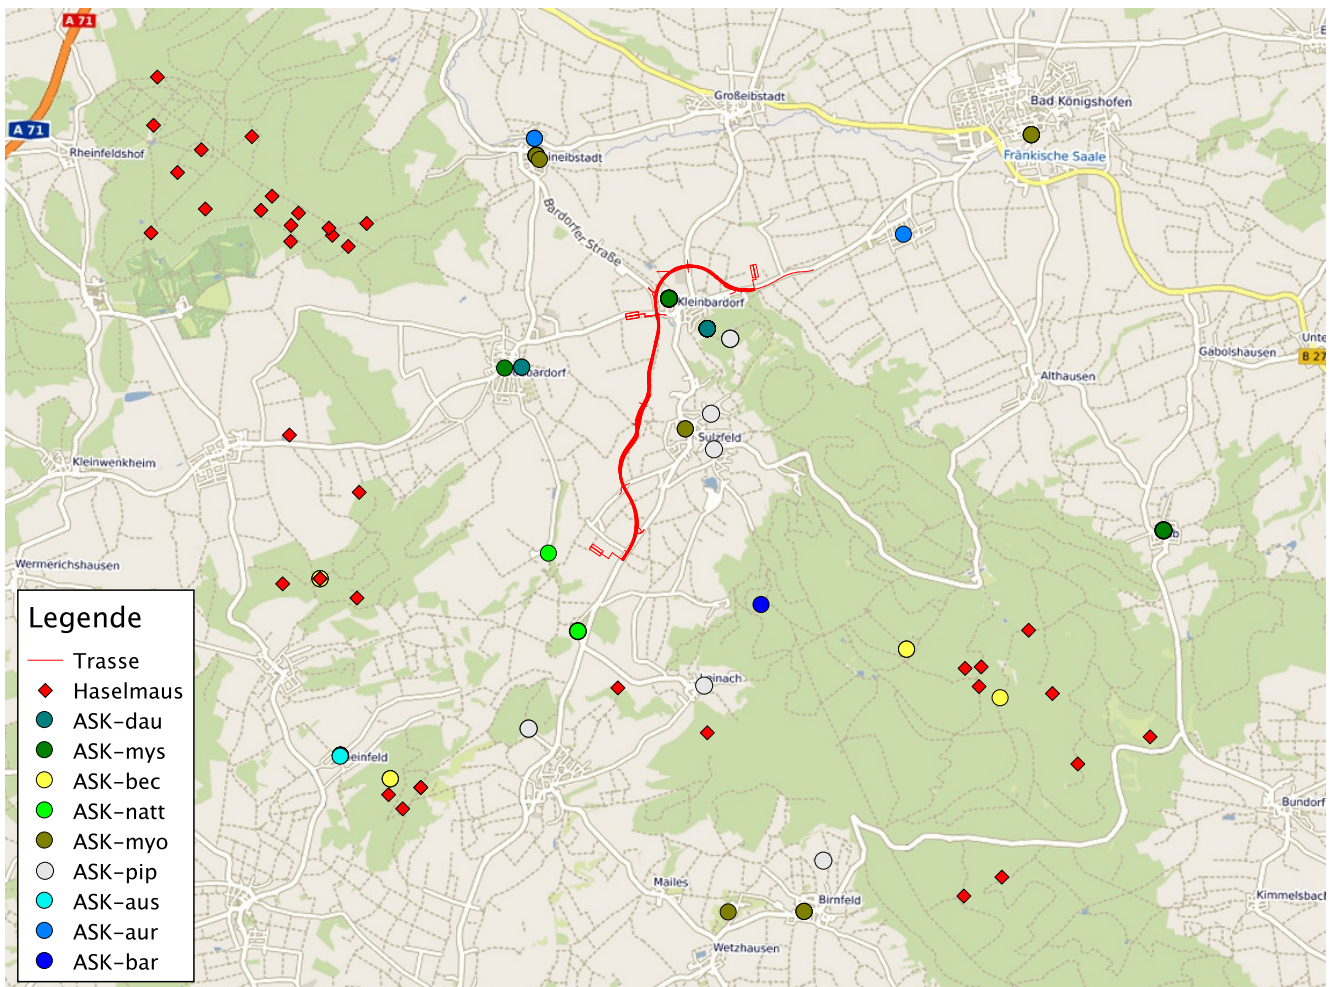 A 71
Großeibstadt
Bad Königshofen
A 71
Rheinfeldshof
Fränkische Saale
Bardorfer Straße
Kleinbardorf
Gabolshausen
B 27
Althausen
Sulzfeld
Kleinwenkheim
Wermerichshausen
Legende
Trasse
Haselmaus
ASK-dau
ASK-mys
ASK-bec
ASK-natt
ASK-myo
ASK-pip
ASK-aus
ASK-aur
ASK-bar
Bundorf
Mailes
Birnfeld
Kimmelsbach
Wetzhausen